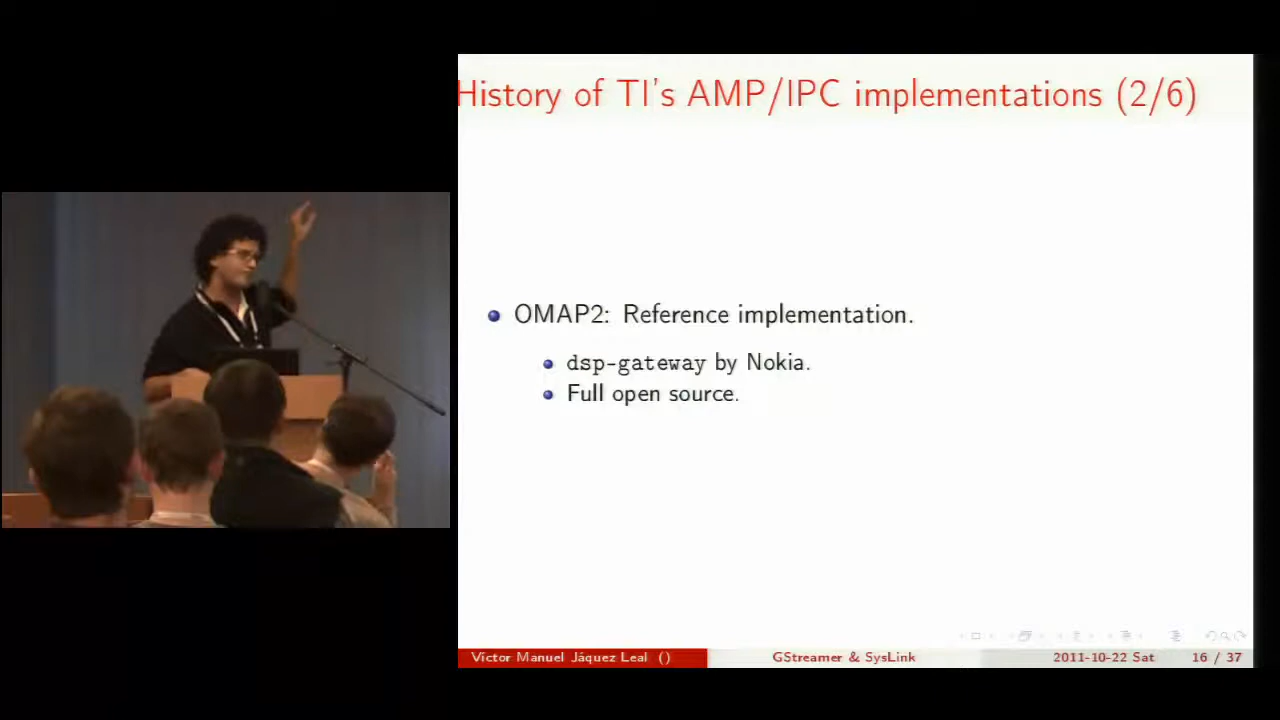 History of TI's AMP/IPC implementations (2/6)
OMAP2: Reference implementation.
dsp-gateway by Nokia.
Full open source.
Víctor Manuel Jáquez Leal ()
GStreamer & SysLink
2011-10-22 Sat
16 / 37